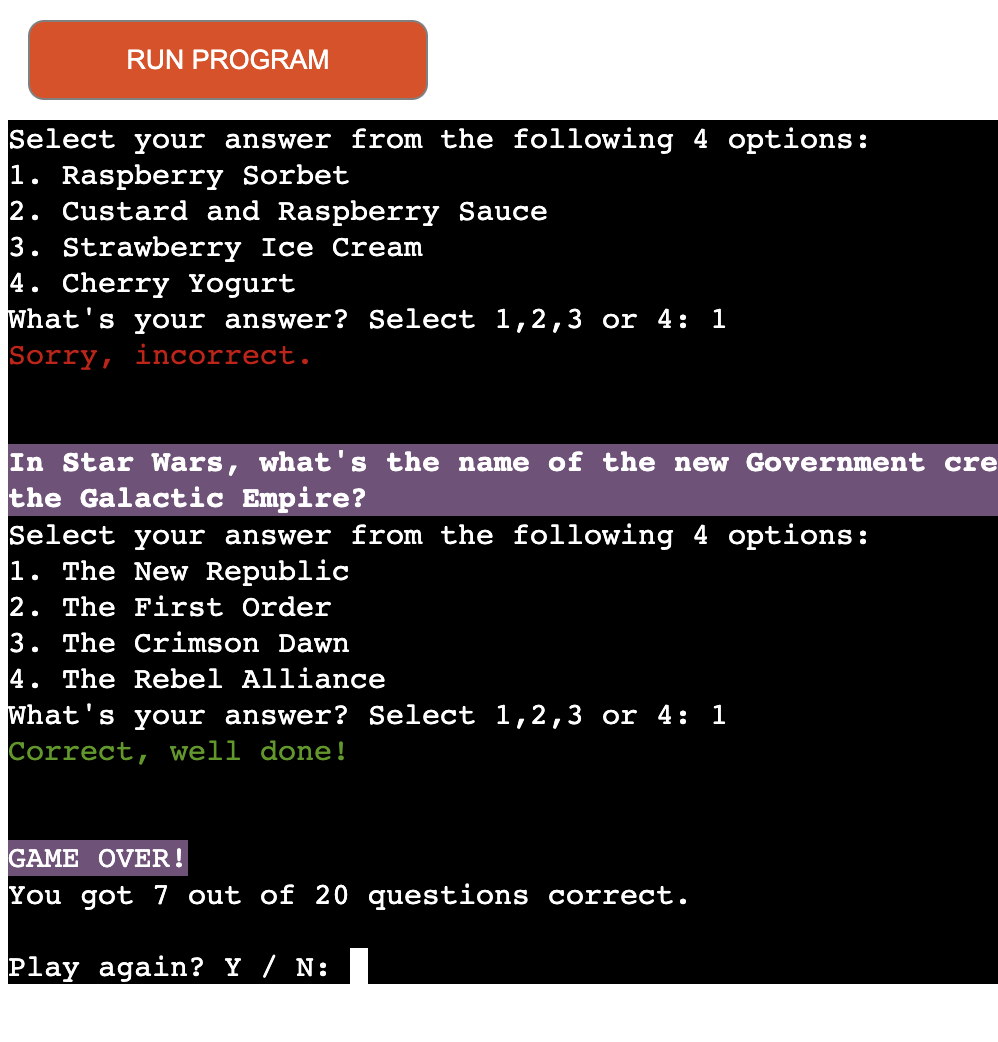 RUN PROGRAM
Select your answer from the following 4 options:
1. Raspberry Sorbet
2. Custard and Raspberry Sauce
3. Strawberry Ice Cream
4. Cherry Yogurt
What's your answer? Select 1,2,3 or 4: 1
Sorry, incorrect.
In Star Wars, what's the name of the new Government cre
the Galactic Empire?
Select your answer from the following 4 options:
1. The New Republic
2. The First Order
3. The Crimson Dawn
4. The Rebel Alliance
What's your answer? Select 1,2,3 or 4: 1
Correct, well done!
GAME OVER!
You got 7 out of 20 questions correct.
Play again? Y / N: